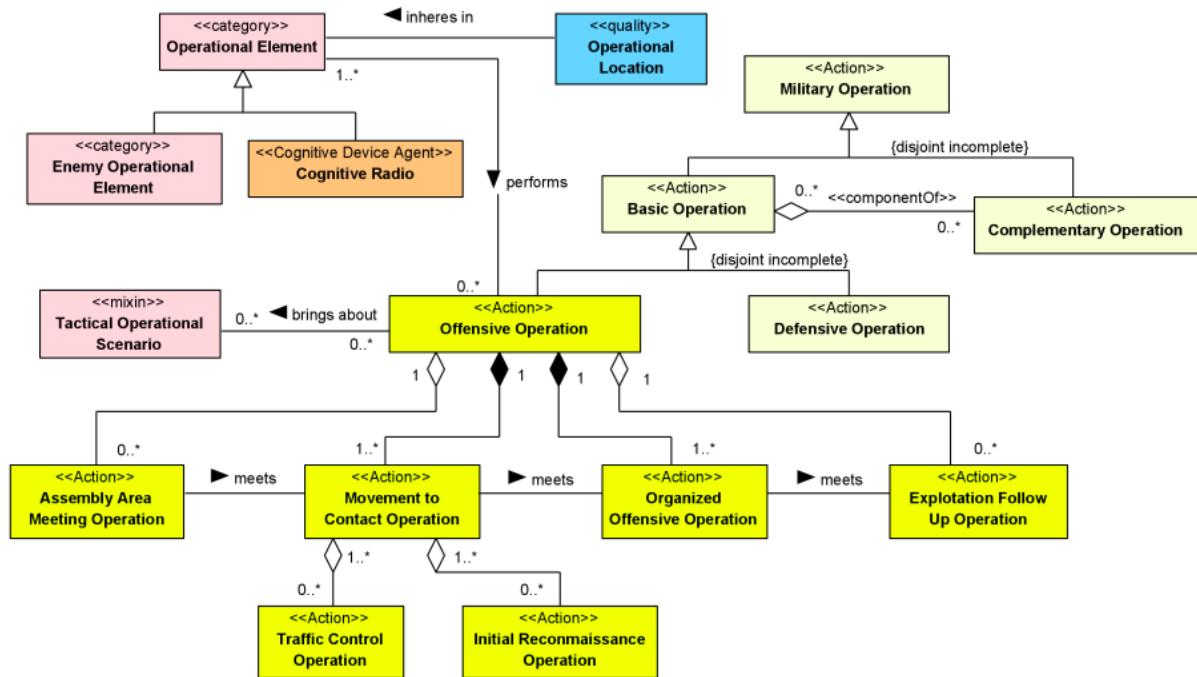 <<category>>
Operational Element
◀ inheres in
<<quality>>
Operational
Location
1..*
<<category>>
Enemy Operational
Element
<<Cognitive Device Agent>>
Cognitive Radio
performs
0..*
<<Action>>
Military Operation
{disjoint incomplete}
<<Action>>
Basic Operation
0..*
<<componentOf>>
0..*
<<Action>>
Complementary Operation
{disjoint incomplete}
<<mixin>>
Tactical Operational
Scenario
0..*
◀ brings about
0..*
<<Action>>
Offensive Operation
<<Action>>
Defensive Operation
1
1
1
1
0..*
1..*
1..*
0..*
<<Action>>
Assembly Area
Meeting Operation
▶ meets
<<Action>>
Movement to
Contact Operation
▶ meets
<<Action>>
Organized
Offensive Operation
▶ meets
<<Action>>
Explotation Follow
Up Operation
1..*
1..*
0..*
0..*
<<Action>>
Traffic Control
Operation
<<Action>>
Initial Reconmaissance
Operation